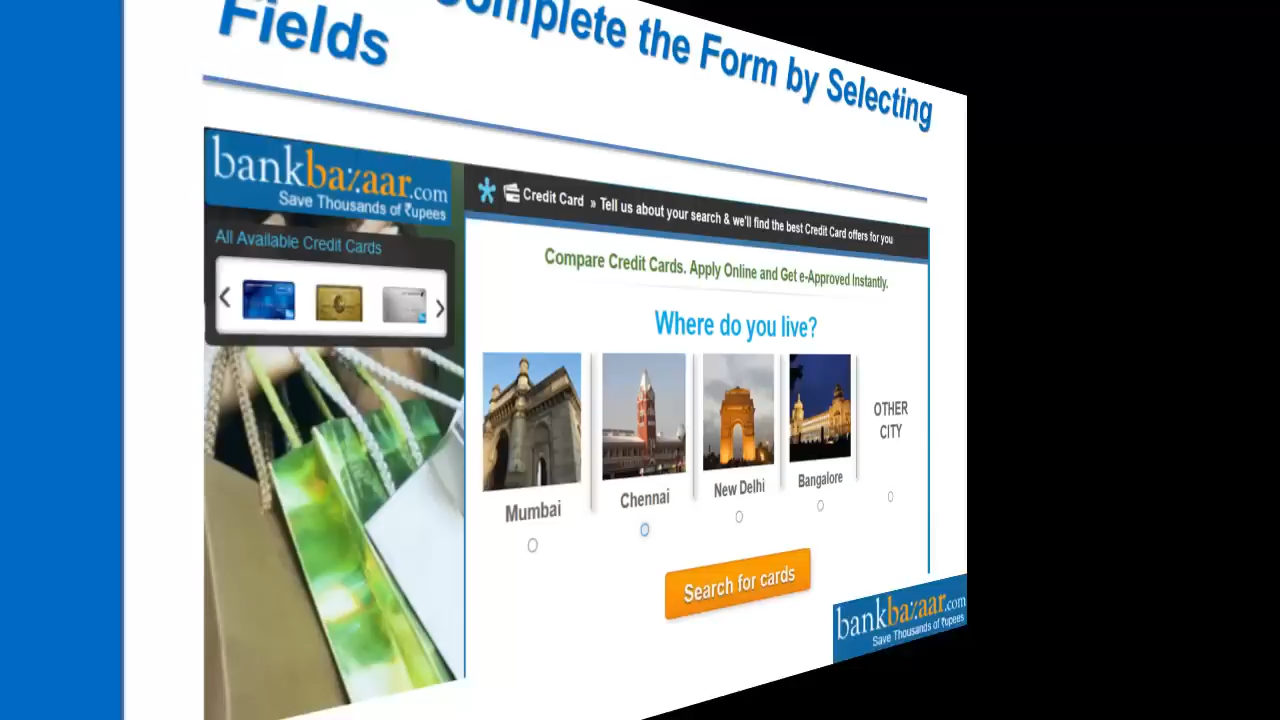 Complete the Form by Selecting
Fields
bankbazaar.com
Save Thousands of ₹upees
All Available Credit Cards
Credit Card » Tell us about your search & we'll find the best Credit Card offers for you
Compare Credit Cards. Apply Online and Get e-Approved Instantly.
Where do you live?
Mumbai
Chennai
New Delhi
Bangalore
OTHER
CITY
Search for cards
bankbazaar.com
Save Thousands of ₹upees